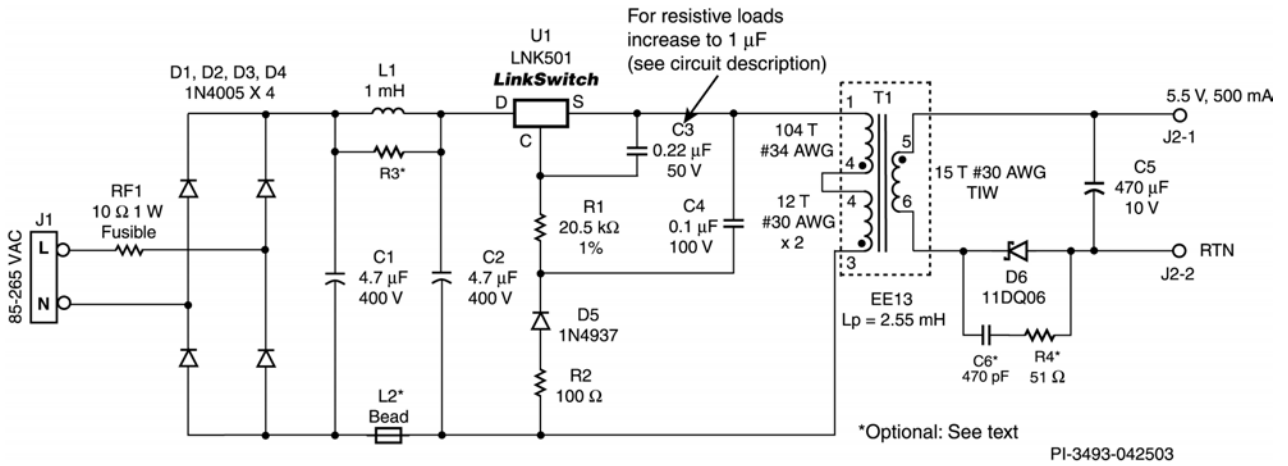 For resistive loads
increase to 1 μF
(see circuit description)
U1
LNK501
LinkSwitch
D1, D2, D3, D4
1N4005 X 4
L1
1 mH
D
S
C
R3*
C3
0.22 μF
50 V
1
T1
104 T
#34 AWG
4
4
12 T
#30 AWG
x 2
3
5
15 T #30 AWG
TIW
6
5.5 V, 500 mA
J2-1
C5
470 μF
10 V
RTN
J2-2
RF1
10 Ω 1 W
Fusible
J1
L
N
85-265 VAC
C1
4.7 μF
400 V
C2
4.7 μF
400 V
R1
20.5 kΩ
1%
C4
0.1 μF
100 V
D5
1N4937
R2
100 Ω
L2*
Bead
EE13
Lp = 2.55 mH
D6
11DQ06
C6*
470 pF
R4*
51 Ω
*Optional: See text
PI-3493-042503